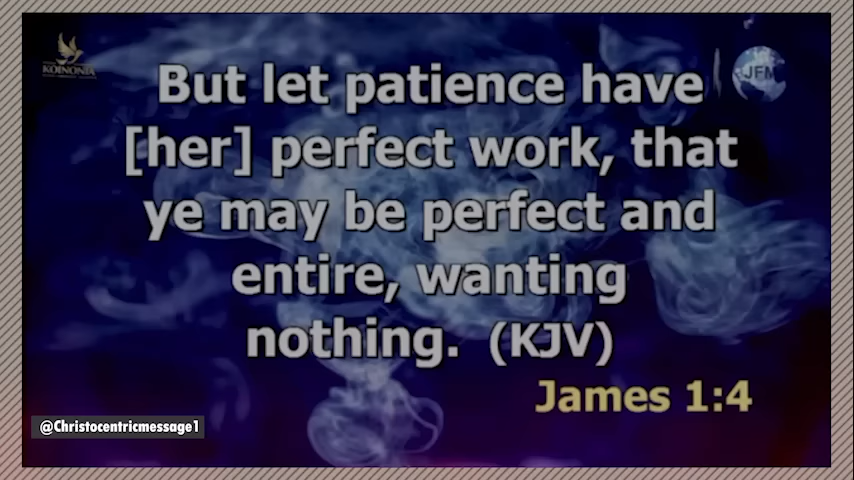 KOINONIA
JFM
But let patience have
[her] perfect work, that
ye may be perfect and
entire, wanting
nothing. (KJV)
James 1:4
@Christocentricmessage1